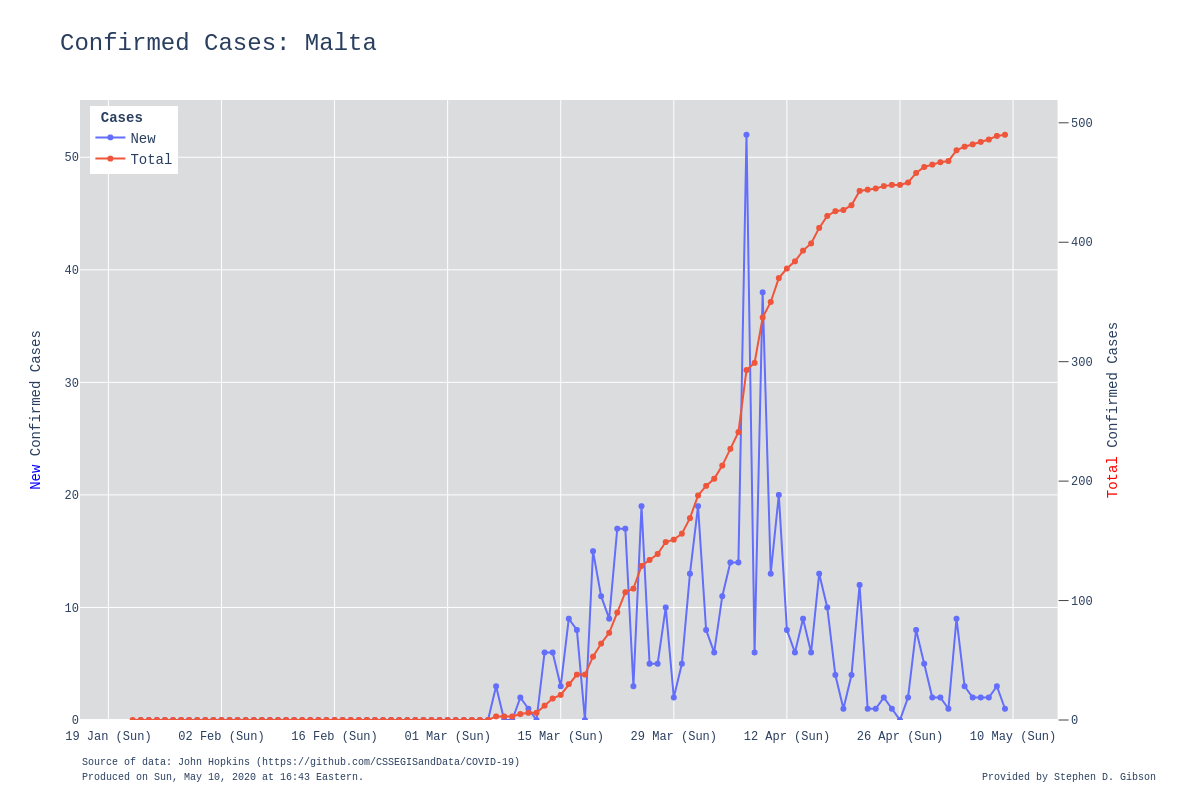 Confirmed Cases: Malta
Cases
New
Total
50
40
30
20
10
0
New Confirmed Cases
500
400
300
200
100
0
Total Confirmed Cases
19 Jan (Sun) 02 Feb (Sun) 16 Feb (Sun) 01 Mar (Sun) 15 Mar (Sun) 29 Mar (Sun) 12 Apr (Sun) 26 Apr (Sun) 10 May (Sun)
Source of data: John Hopkins (https://github.com/CSSEGISandData/COVID-19)
Produced on Sun, May 10, 2020 at 16:43 Eastern.
Provided by Stephen D. Gibson